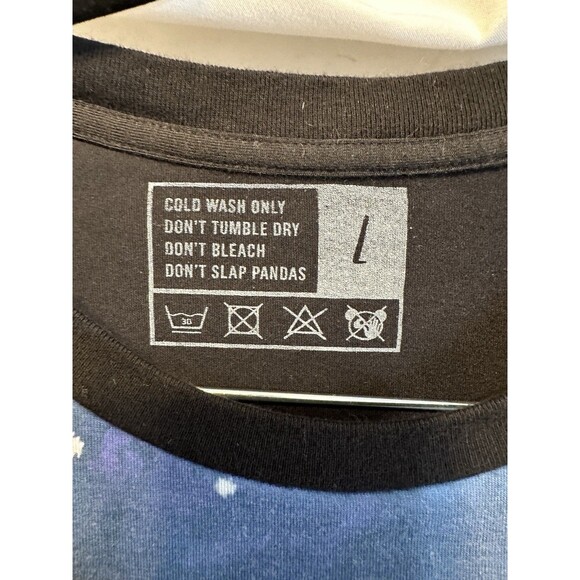 COLD WASH ONLY
DON'T TUMBLE DRY
DON'T BLEACH
DON'T SLAP PANDAS
L
30